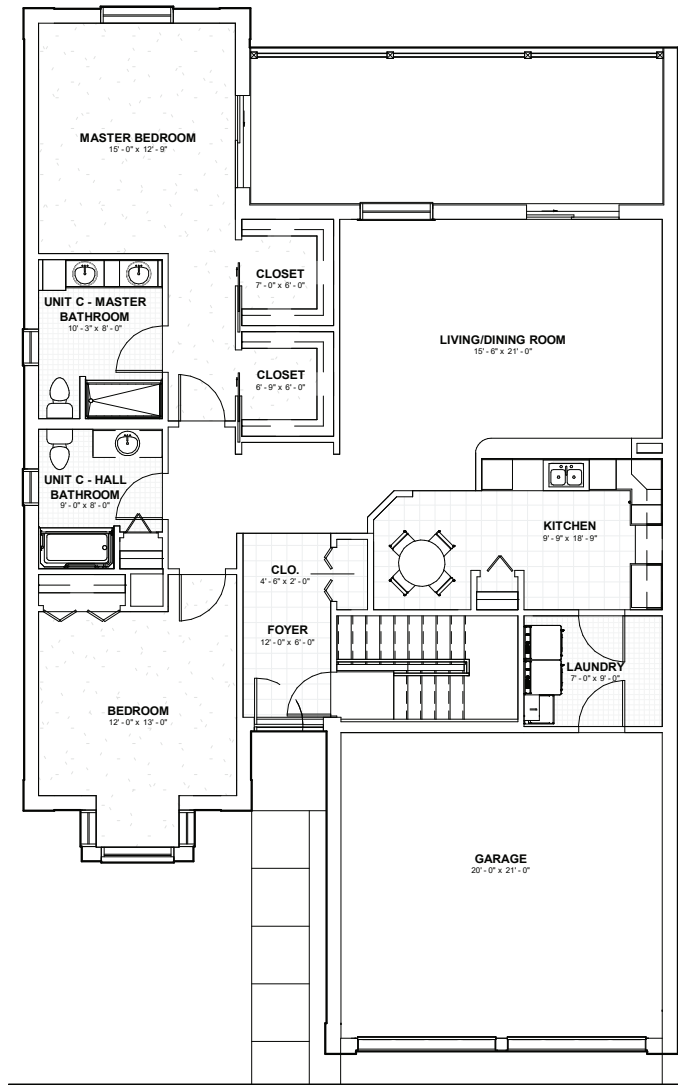 MASTER BEDROOM
15' - 0" x 12' - 9"
CLOSET
7' - 0" x 6' - 0"
UNIT C - MASTER
BATHROOM
10' - 3" x 8' - 0"
LIVING/DINING ROOM
15' - 6" x 21' - 0"
CLOSET
6' - 9" x 6' - 0"
UNIT C - HALL
BATHROOM
9' - 0" x 8' - 0"
KITCHEN
9' - 9" x 18' - 9"
CLO.
4' - 6" x 2' - 0"
FOYER
12' - 0" x 6' - 0"
LAUNDRY
7' - 0" x 9' - 0"
BEDROOM
12' - 0" x 13' - 0"
GARAGE
20' - 0" x 21' - 0"